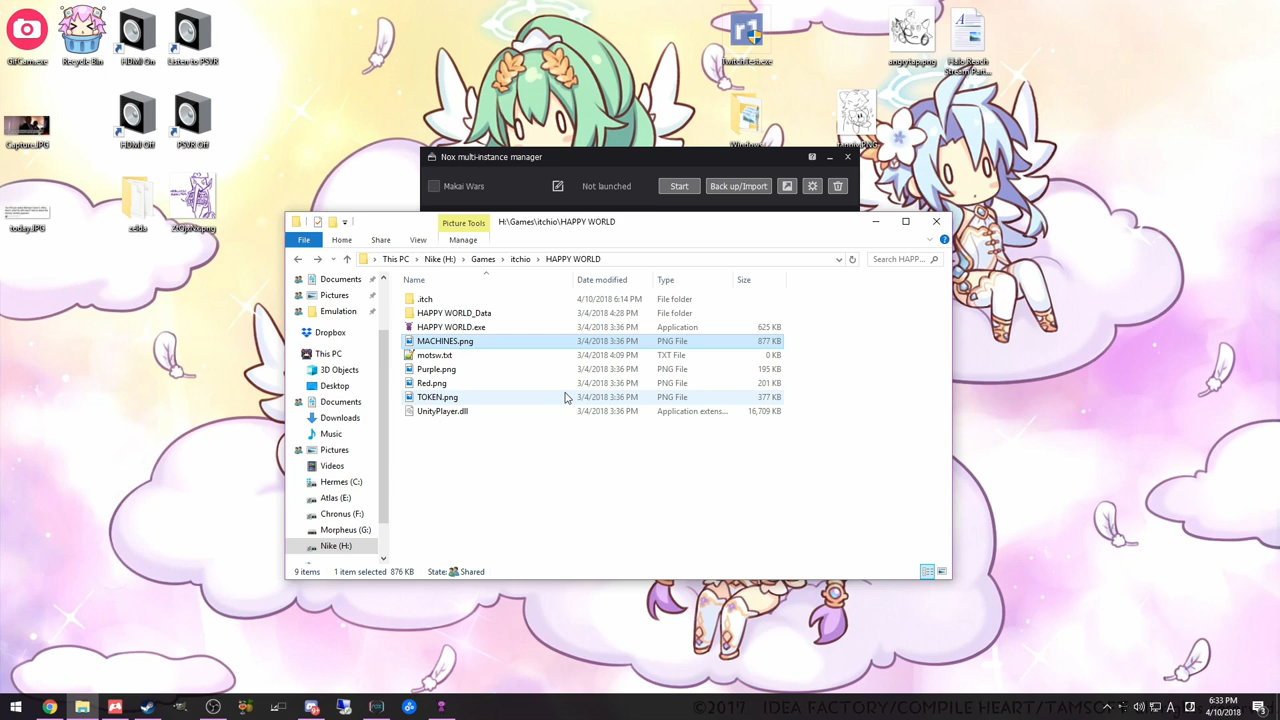 GifCam.exe
Recycle Bin
HDMI On
Listen to PSVR
TwitchTest.exe
angrytap.png
Halo Reach
Stream Part...
Capture.JPG
HDMI Off
PSVR Off
today.JPG
zelda
Nox multi-instance manager
Makai Wars
Not launched
Start
Back up/Import
Picture Tools
H:\Games\itchio\HAPPY WORLD
File
Home
Share
View
Manage
This PC
Nike (H:)
Games
itchio
HAPPY WORLD
Search HAPP...
Name
Date modified
Type
Size
Documents
Pictures
Emulation
Dropbox
This PC
3D Objects
Desktop
Documents
Downloads
Music
Pictures
Videos
Hermes (C:)
Atlas (E:)
Chronus (F:)
Morpheus (G:)
Nike (H:)
.itch 4/10/2018 6:14 PM File folder
HAPPY WORLD_Data 3/4/2018 4:28 PM File folder
HAPPY WORLD.exe 3/4/2018 3:36 PM Application 625 KB
MACHINES.png 3/4/2018 3:36 PM PNG File 877 KB
motsw.txt 3/4/2018 4:09 PM TXT File 0 KB
Purple.png 3/4/2018 3:36 PM PNG File 195 KB
Red.png 3/4/2018 3:36 PM PNG File 201 KB
TOKEN.png 3/4/2018 3:36 PM PNG File 377 KB
UnityPlayer.dll 3/4/2018 3:36 PM Application extens... 16,709 KB
9 items 1 item selected 876 KB State: Shared
6:33 PM
4/10/2018
©2017 IDEA FACTORY/COMPILE HEART/TAMSO